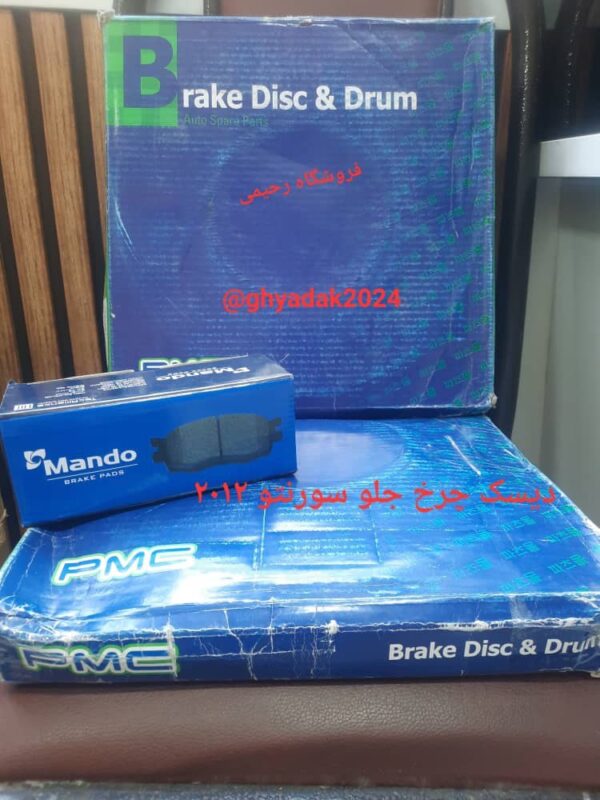 Brake Disc & Drum
Auto Spare Parts
فروشگاه رحیمی
@ghyadak2024
PMC
Mando
Mando
BRAKE PADS
دیسک چرخ جلو سورنتو ۲۰۱۲
PMC
PMC
Brake Disc & Drum